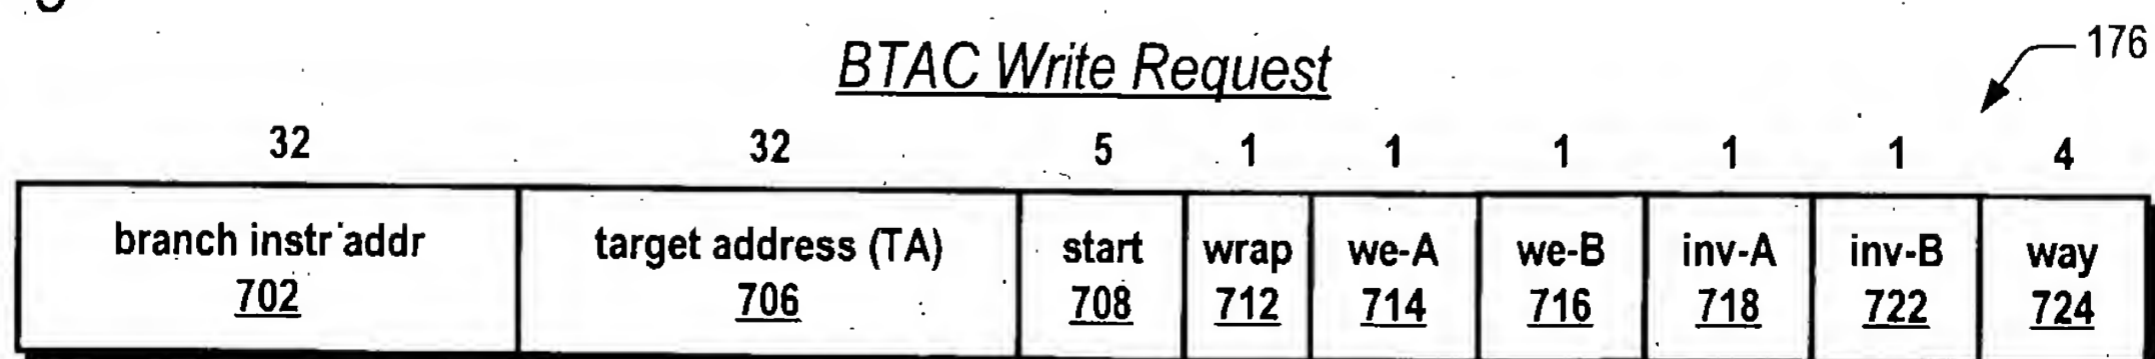 BTAC Write Request
176
32 32 5 1 1 1 1 1 4
branch instr addr target address (TA) start wrap we-A we-B inv-A inv-B way
702 706 708 712 714 716 718 722 724